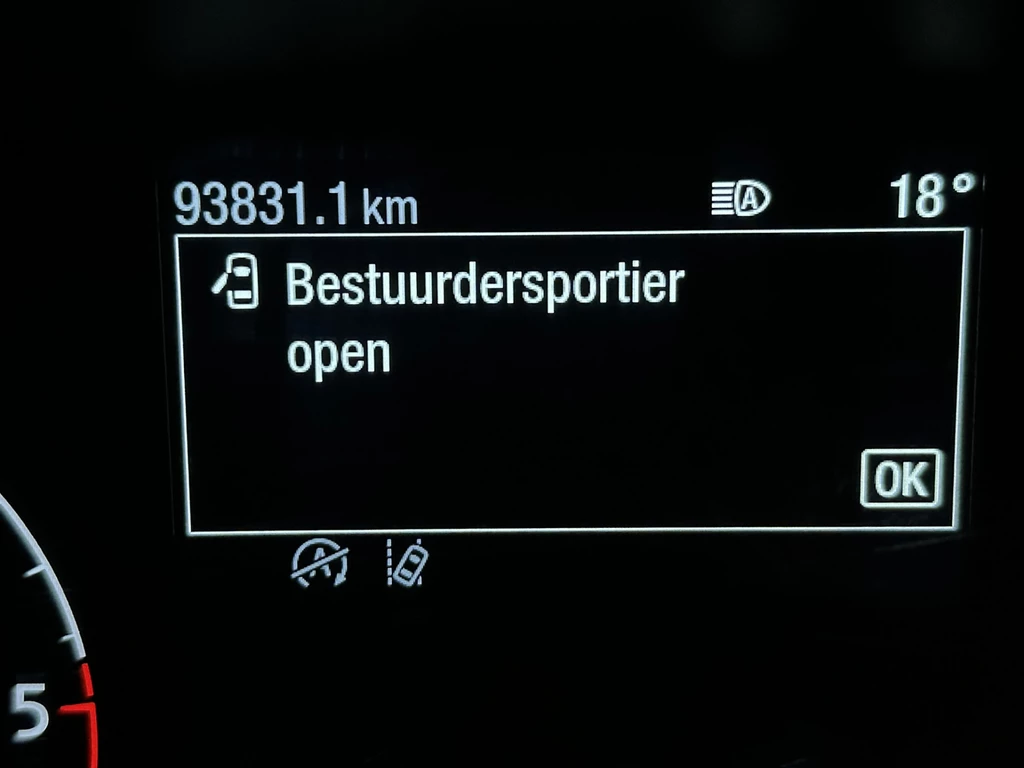 93831.1 km A 18°
Bestuurdersportier
open
OK
A
5